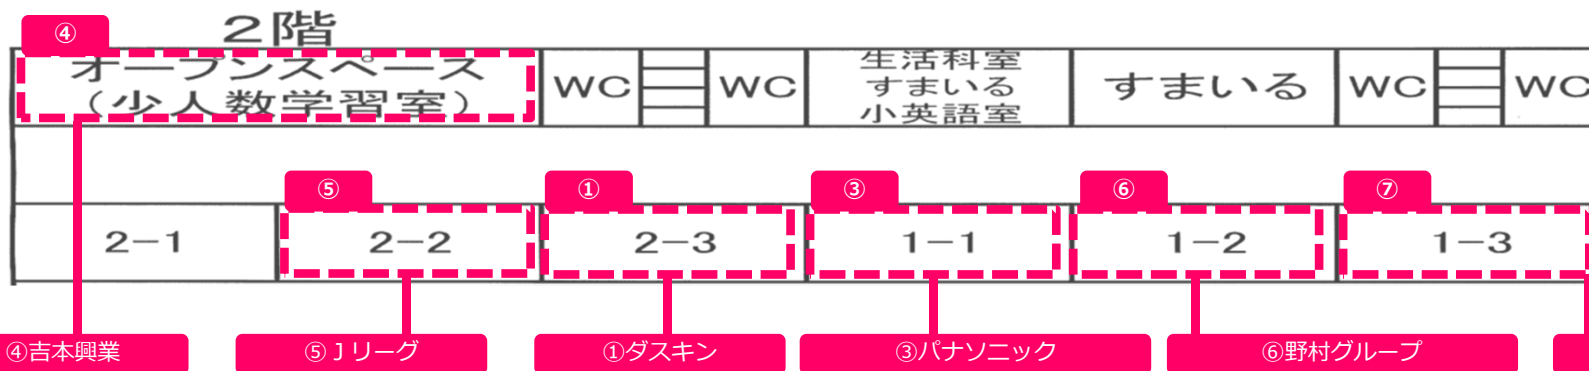 ２階
④
オープンスペース
（少人数学習室）
WC
WC
生活科室
すまいる
小英語室
すまいる
WC
WC
⑤
①
③
⑥
⑦
2−1
2−2
2−3
1−1
1−2
1−3
④吉本興業
⑤Ｊリーグ
①ダスキン
③パナソニック
⑥野村グループ